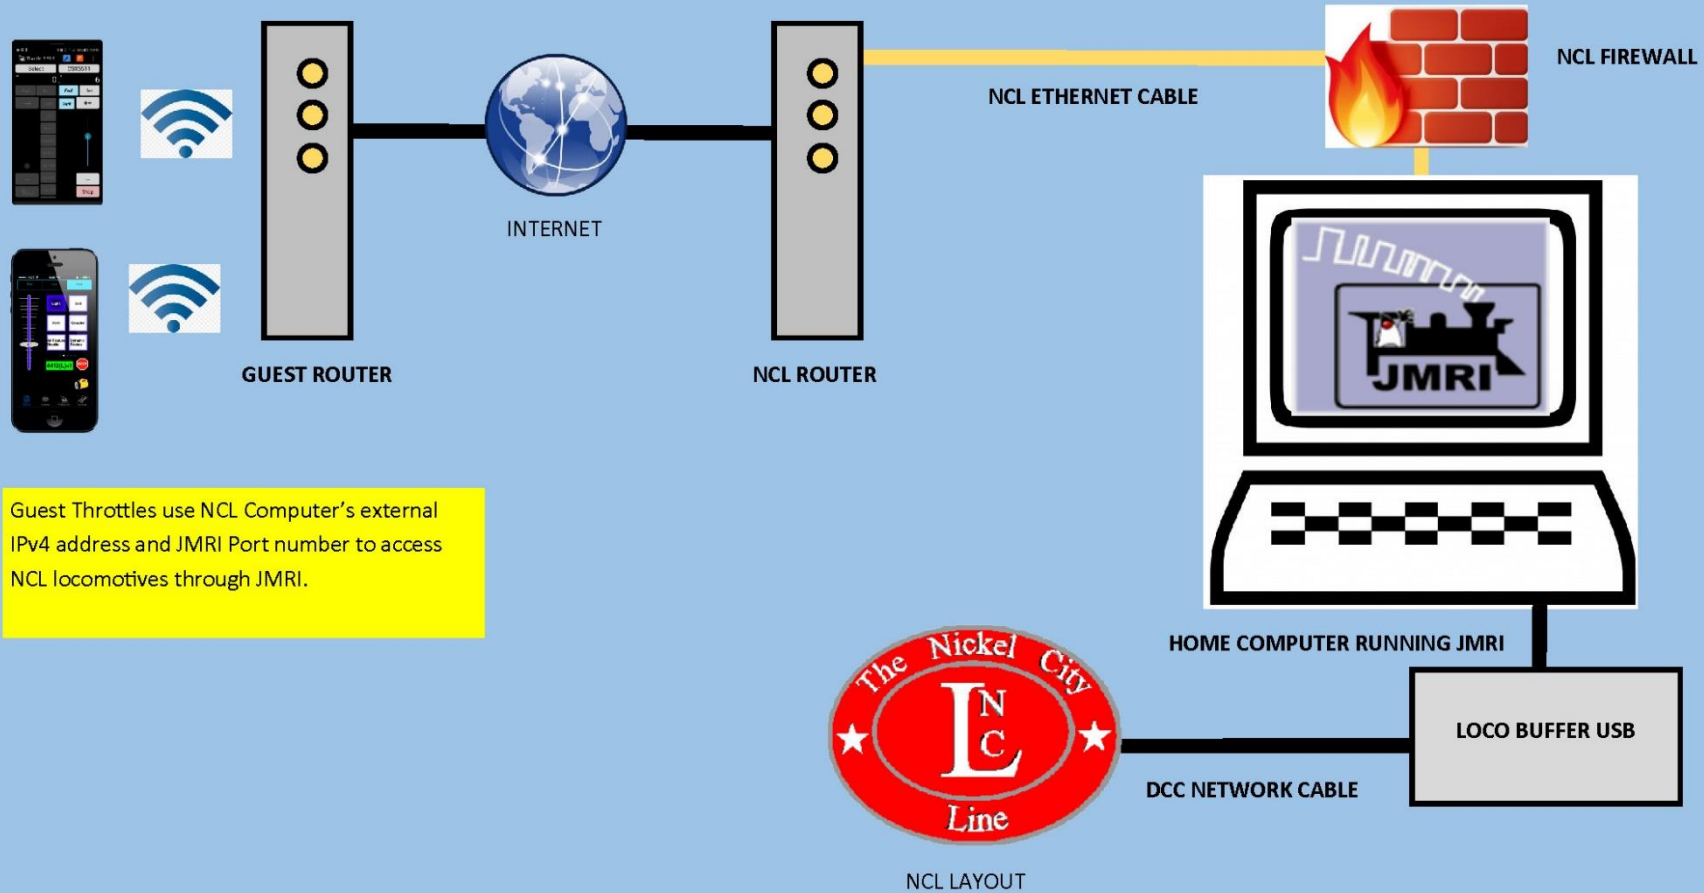 Select
Stop
NCL FIREWALL
NCL ETHERNET CABLE
INTERNET
GUEST ROUTER
NCL ROUTER
JMRI
Guest Throttles use NCL Computer’s external
IPv4 address and JMRI Port number to access
NCL locomotives through JMRI.
HOME COMPUTER RUNNING JMRI
The Nickel City
L N C
Line
LOCO BUFFER USB
DCC NETWORK CABLE
NCL LAYOUT